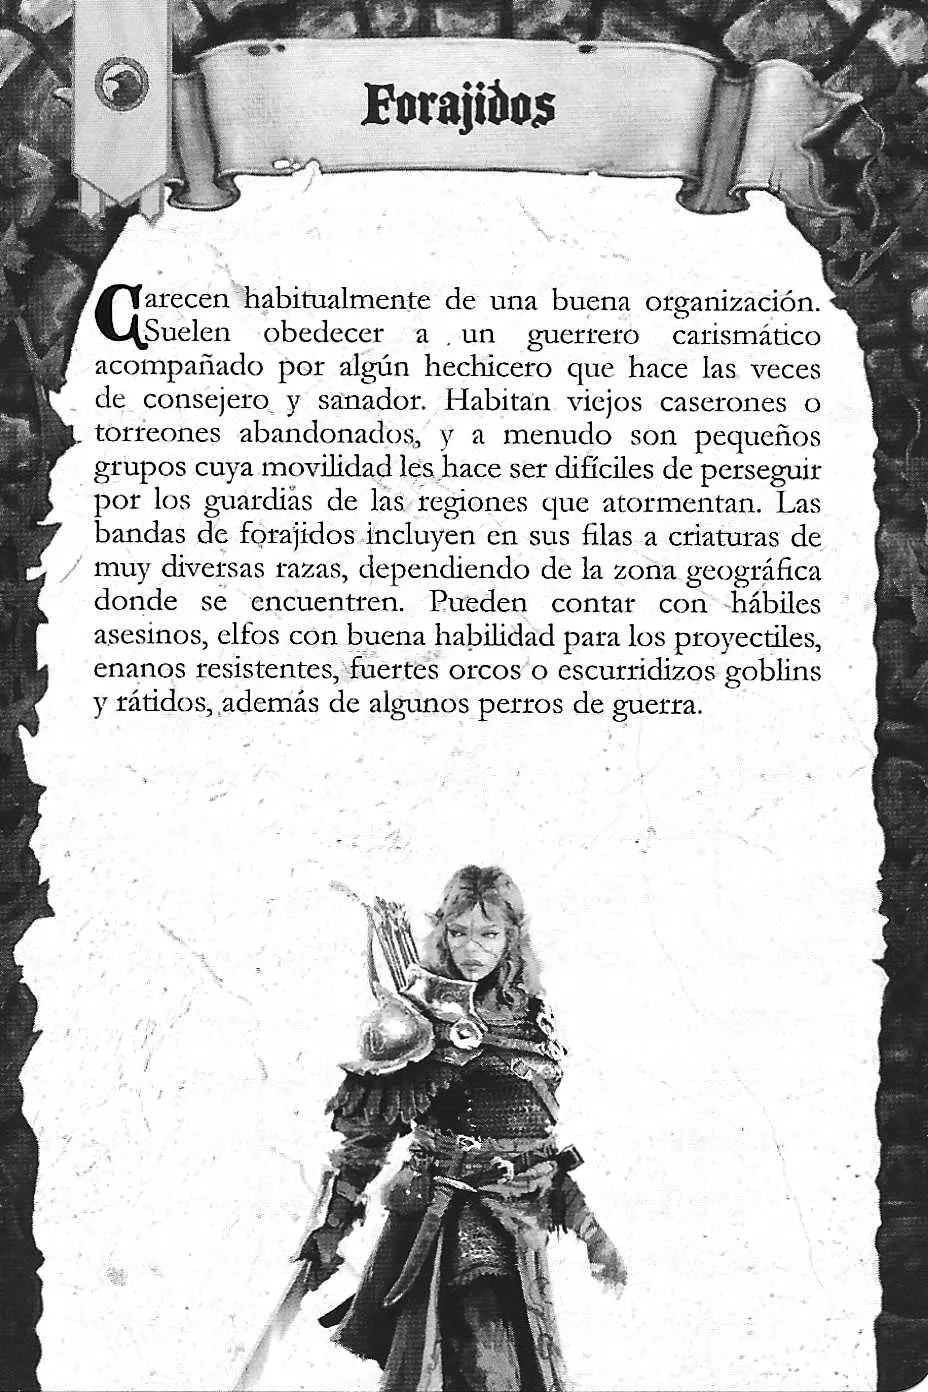 Forajidos
Carecen habitualmente de una buena organización.
Suelen obedecer a un guerrero carismático
acompañado por algún hechicero que hace las veces
de consejero y sanador. Habitan viejos caserones o
torreones abandonados, y a menudo son pequeños
grupos cuya movilidad les hace ser difíciles de perseguir
por los guardias de las regiones que atormentan. Las
bandas de forajidos incluyen en sus filas a criaturas de
muy diversas razas, dependiendo de la zona geográfica
donde se encuentren. Pueden contar con hábiles
asesinos, elfos con buena habilidad para los proyectiles,
enanos resistentes, fuertes orcos o escurridizos goblins
y rátidos, además de algunos perros de guerra.